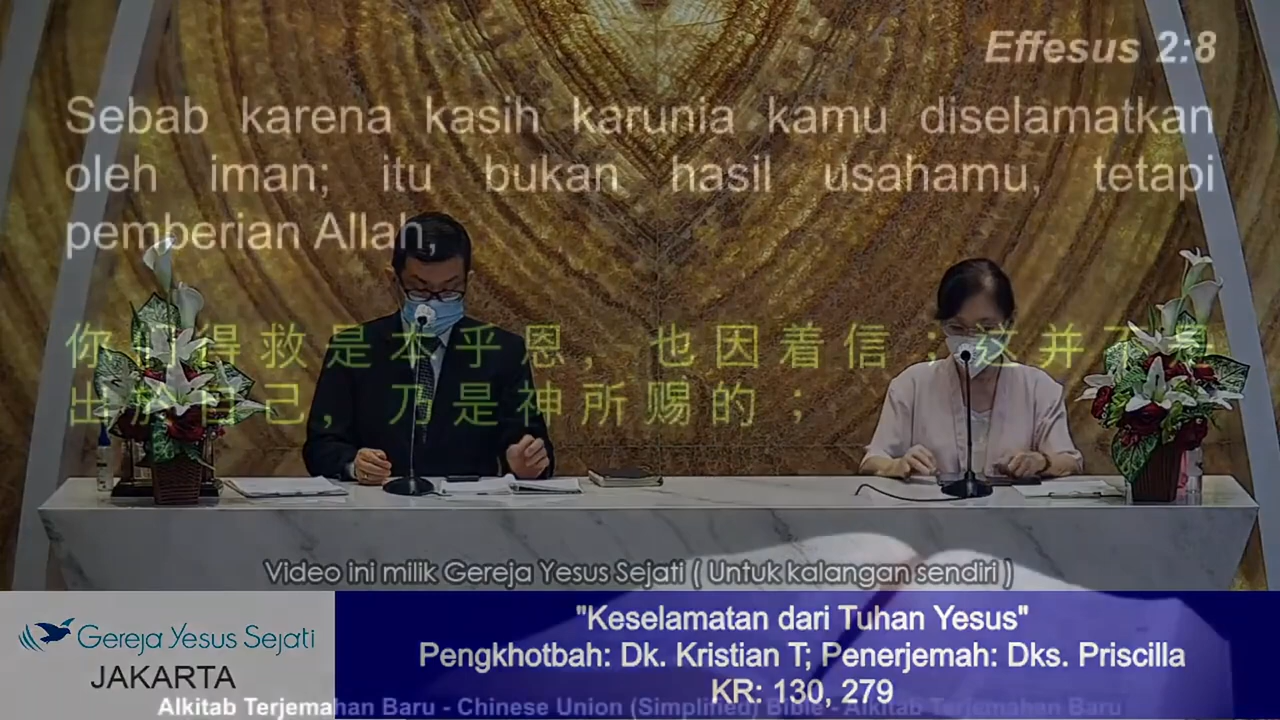 Effesus 2:8
Sebab karena kasih karunia kamu diselamatkan
oleh iman; itu bukan hasil usahamu, tetapi
pemberian Allah,
你们得救是本乎恩，也因着信；这并不是
出於自己，乃是神所赐的；
Video ini milik Gereja Yesus Sejati ( Untuk kalangan sendiri )
Gereja Yesus Sejati
JAKARTA
"Keselamatan dari Tuhan Yesus"
Pengkhotbah: Dk. Kristian T; Penerjemah: Dks. Priscilla
KR: 130, 279
Alkitab Terjemahan Baru - Chinese Union (Simplified) Bible - Alkitab Terjemahan Baru